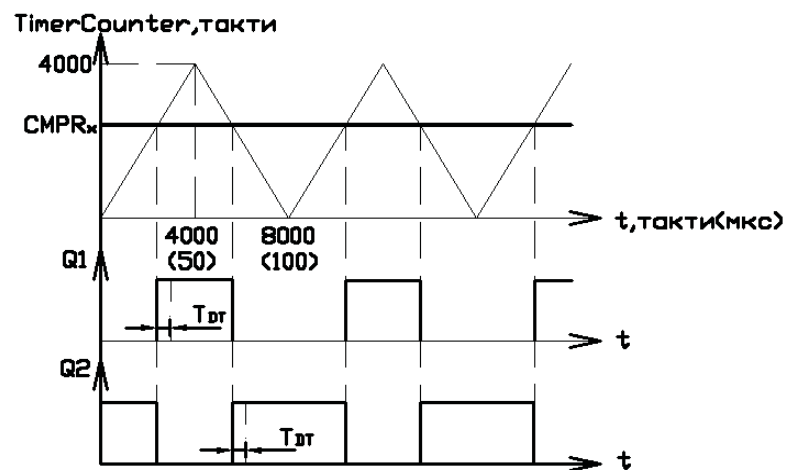 TimerCounter,такти
4000
CMPRx
t,такти(мкс)
4000 8000
(50) (100)
Q1
TDT
t
Q2
TDT
t